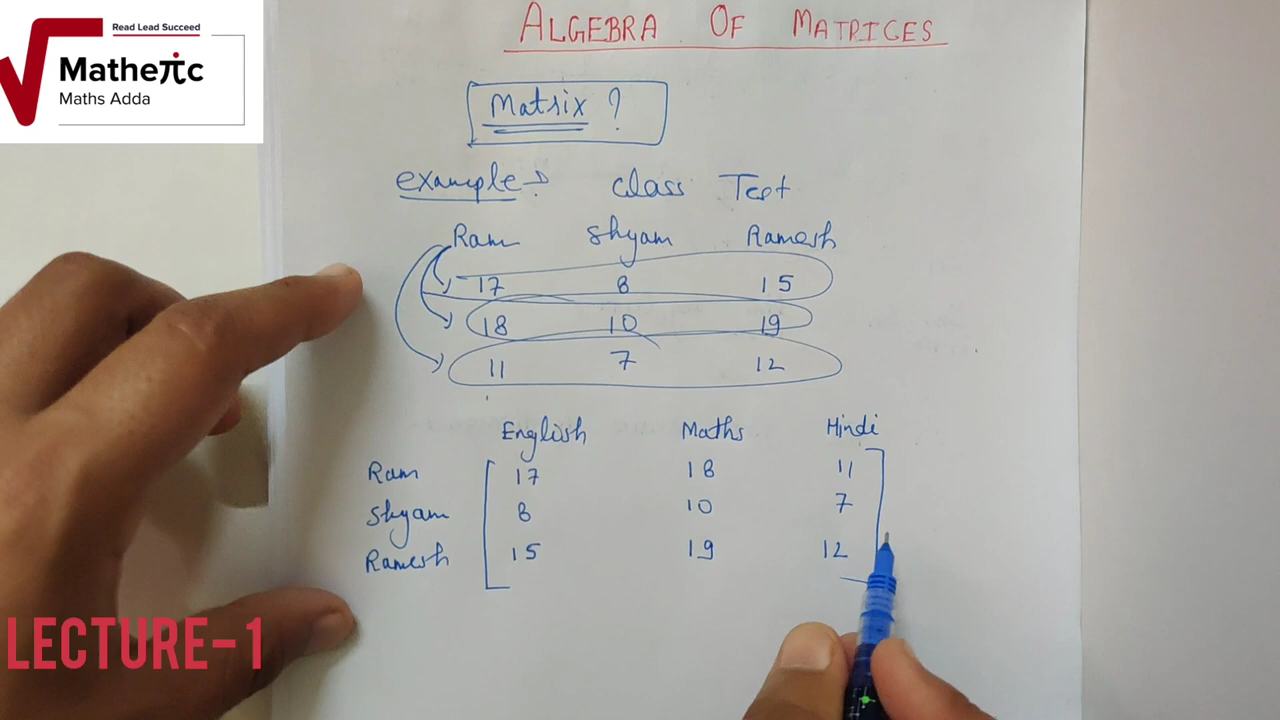 Read Lead Succeed
Matheπc
Maths Adda
ALGEBRA OF MATRICES
Matrix ?
example → class Test
Ram Shyam Ramesh
17 8 15
18 10 19
11 7 12
English Maths Hindi
Ram 17 18 11
Shyam 8 10 7
Ramesh 15 19 12
LECTURE-1